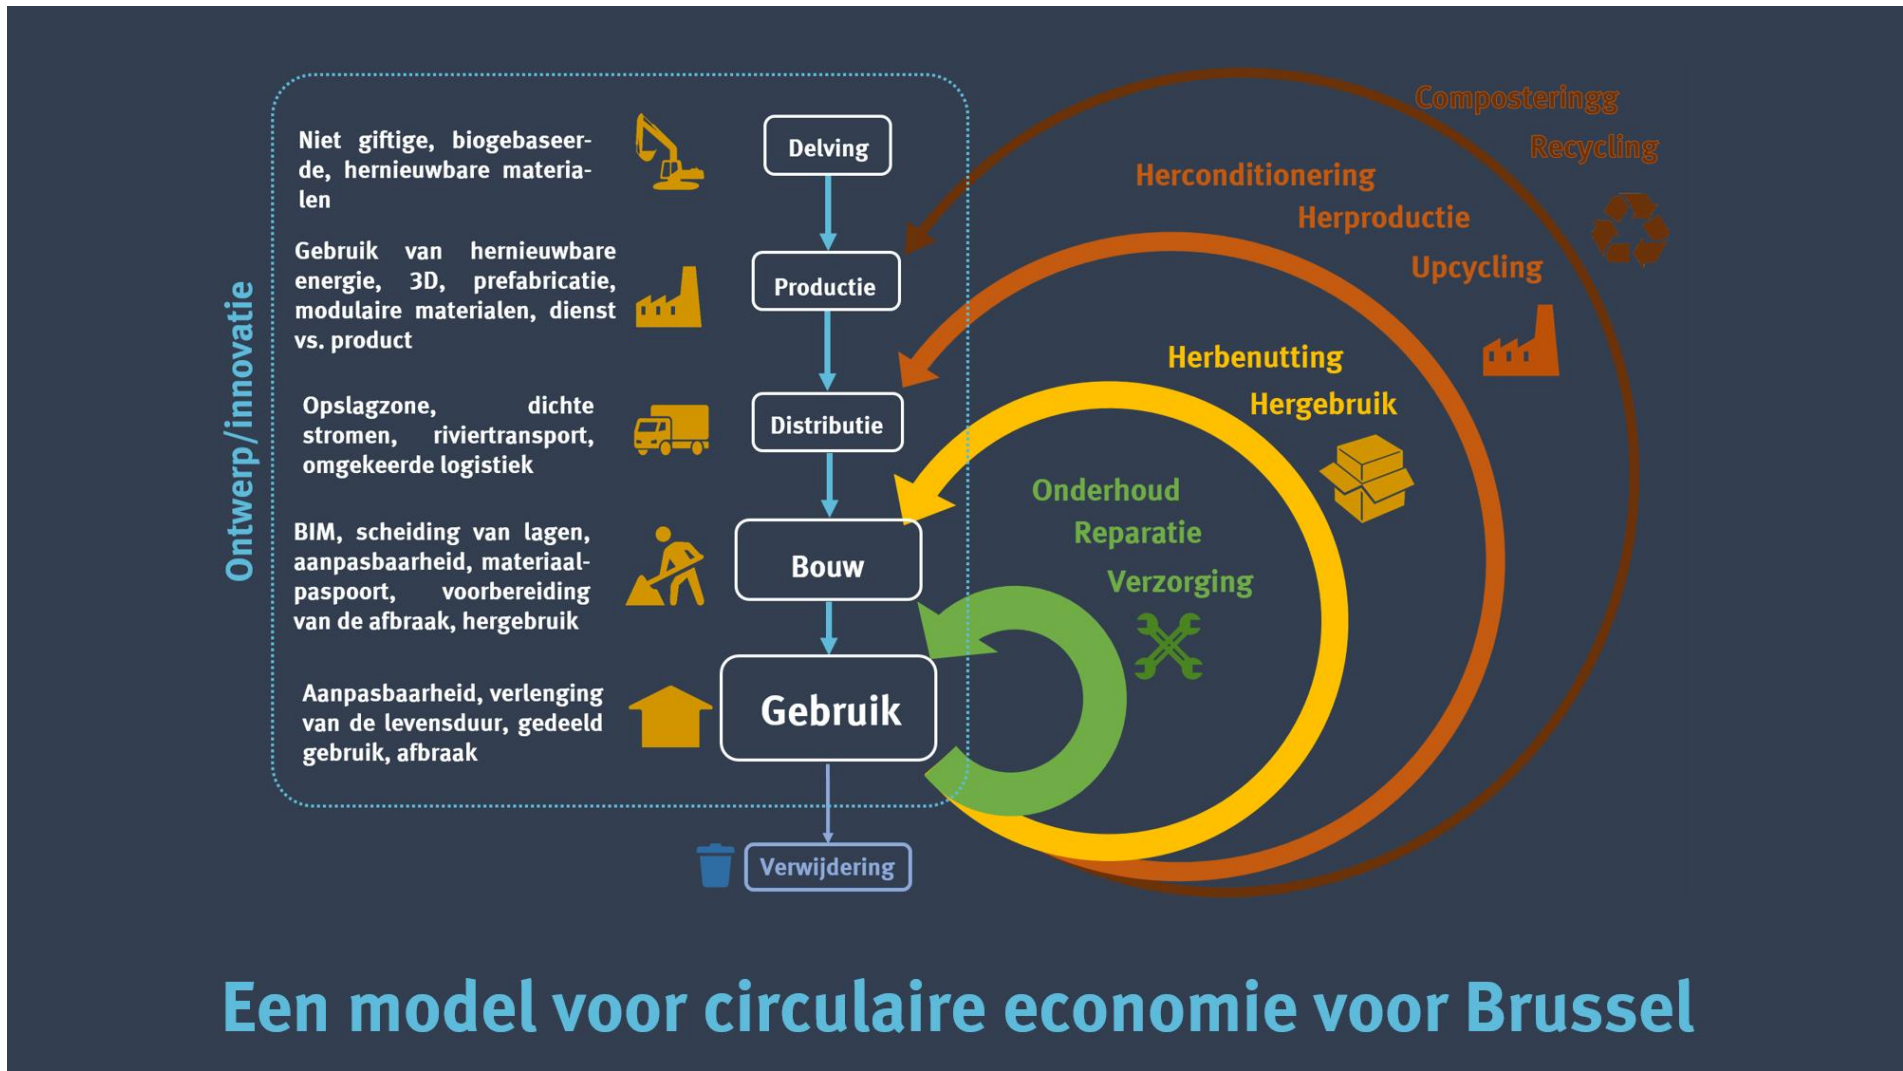 Ontwerp/innovatie
Niet giftige, biogebaseer-
de, hernieuwbare materia-
len
Delving
Gebruik van hernieuwbare
energie, 3D, prefabricatie,
modulaire materialen, dienst
vs. product
Productie
Opslagzone, dichte
stromen, riviertransport,
omgekeerde logistiek
Distributie
BIM, scheiding van lagen,
aanpasbaarheid, materiaal-
paspoort, voorbereiding
van de afbraak, hergebruik
Bouw
Aanpasbaarheid, verlenging
van de levensduur, gedeeld
gebruik, afbraak
Gebruik
Verwijdering
Composteringg
Recycling
Herconditionering
Herproductie
Upcycling
Herbenutting
Hergebruik
Onderhoud
Reparatie
Verzorging
Een model voor circulaire economie voor Brussel